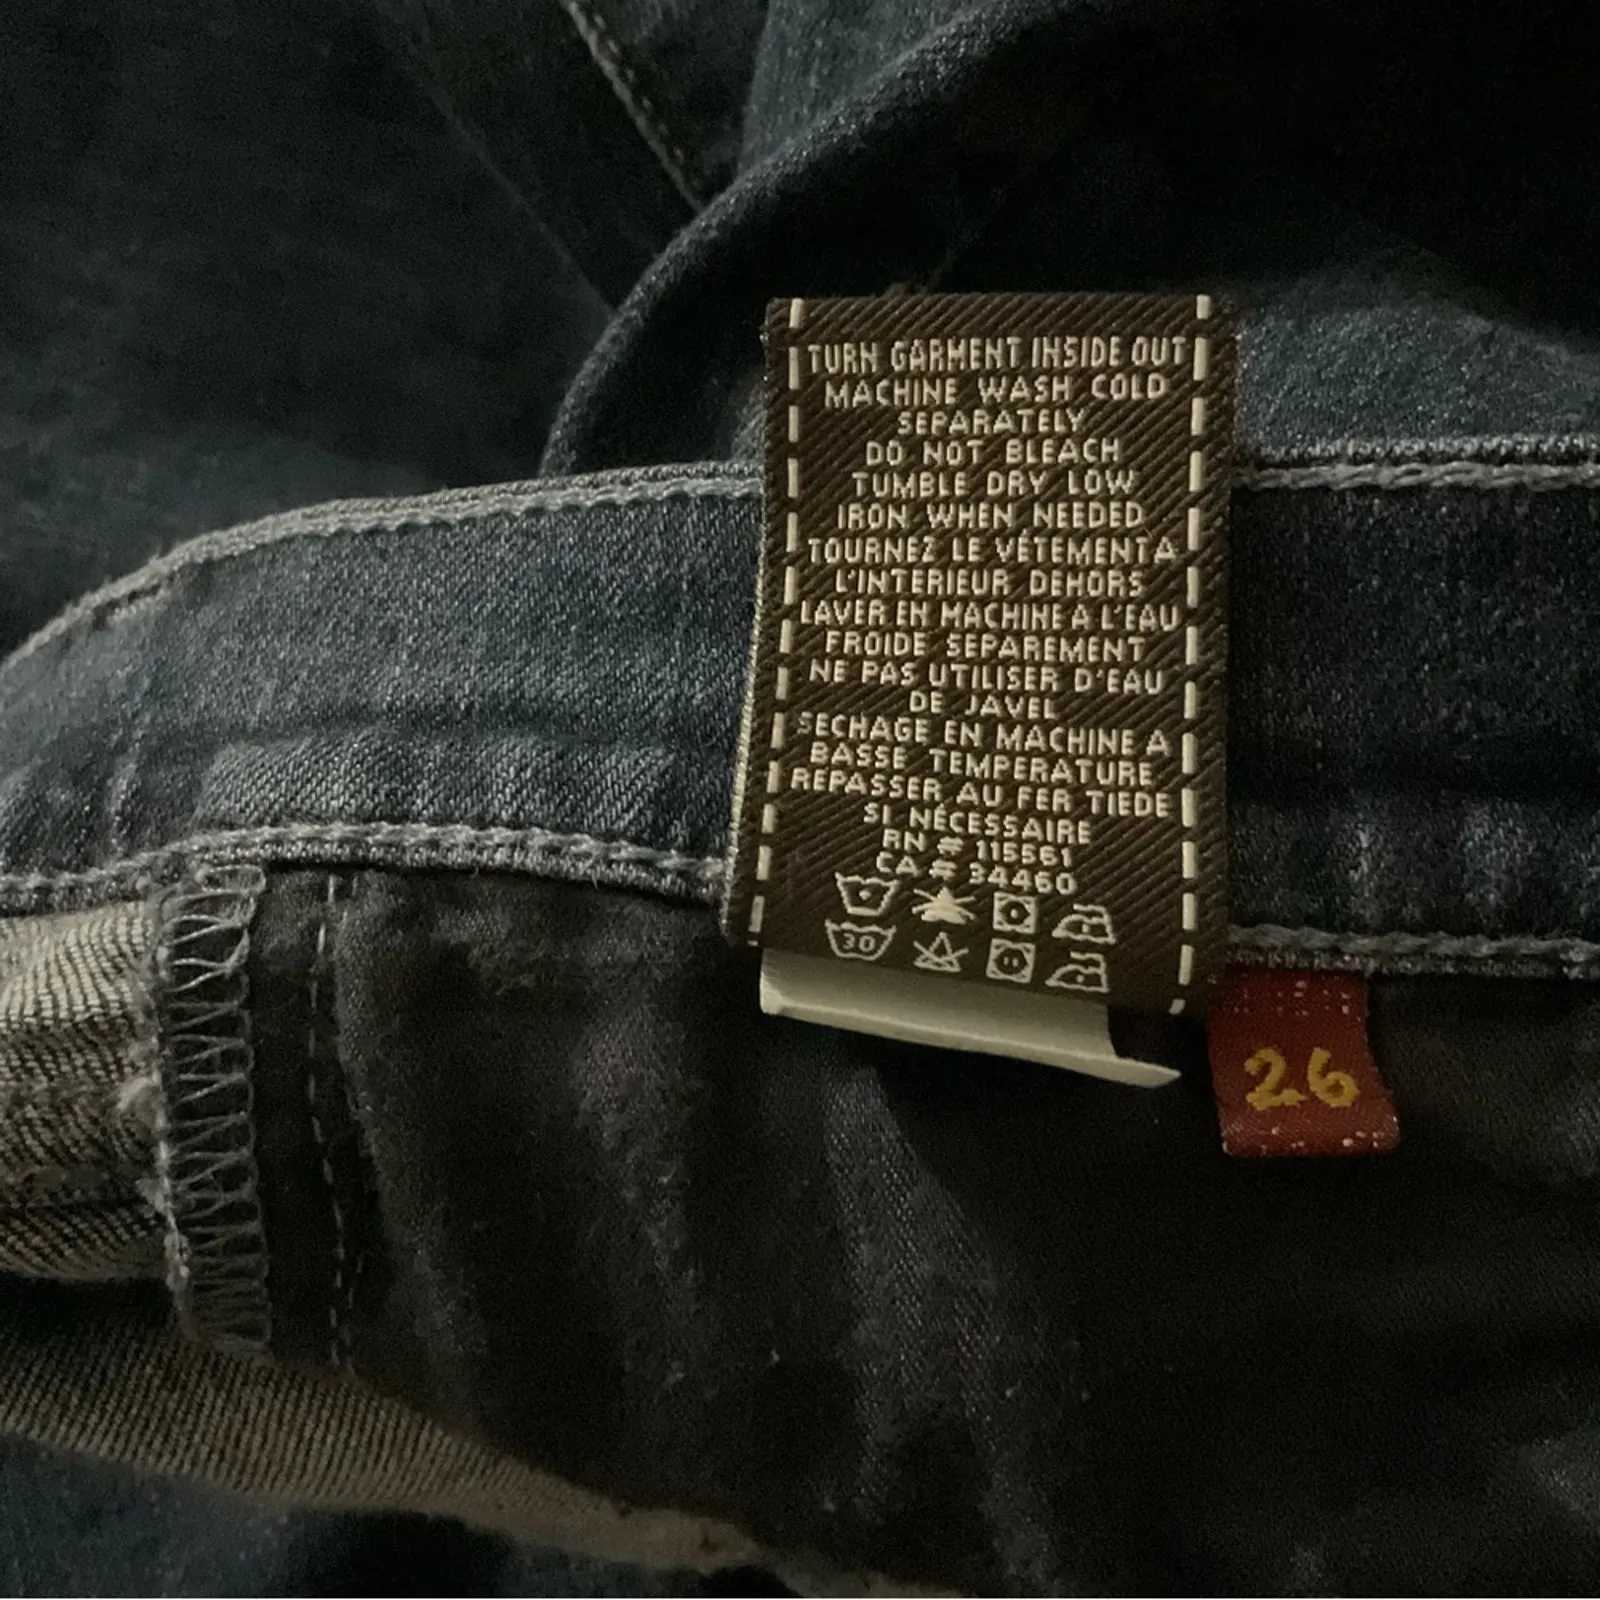 TURN GARMENT INSIDE OUT
MACHINE WASH COLD
SEPARATELY
DO NOT BLEACH
TUMBLE DRY LOW
IRON WHEN NEEDED
TOURNEZ LE VÉTEMENT A
L'INTERIEUR DEHORS
LAVER EN MACHINE A L'EAU
FROIDE SEPAREMENT
NE PAS UTILISER D'EAU
DE JAVEL
SECHAGE EN MACHINE A
BASSE TEMPERATURE
REPASSER AU FER TIEDE
SI NÉCESSAIRE
RN # 115561
CA # 34460
30
26